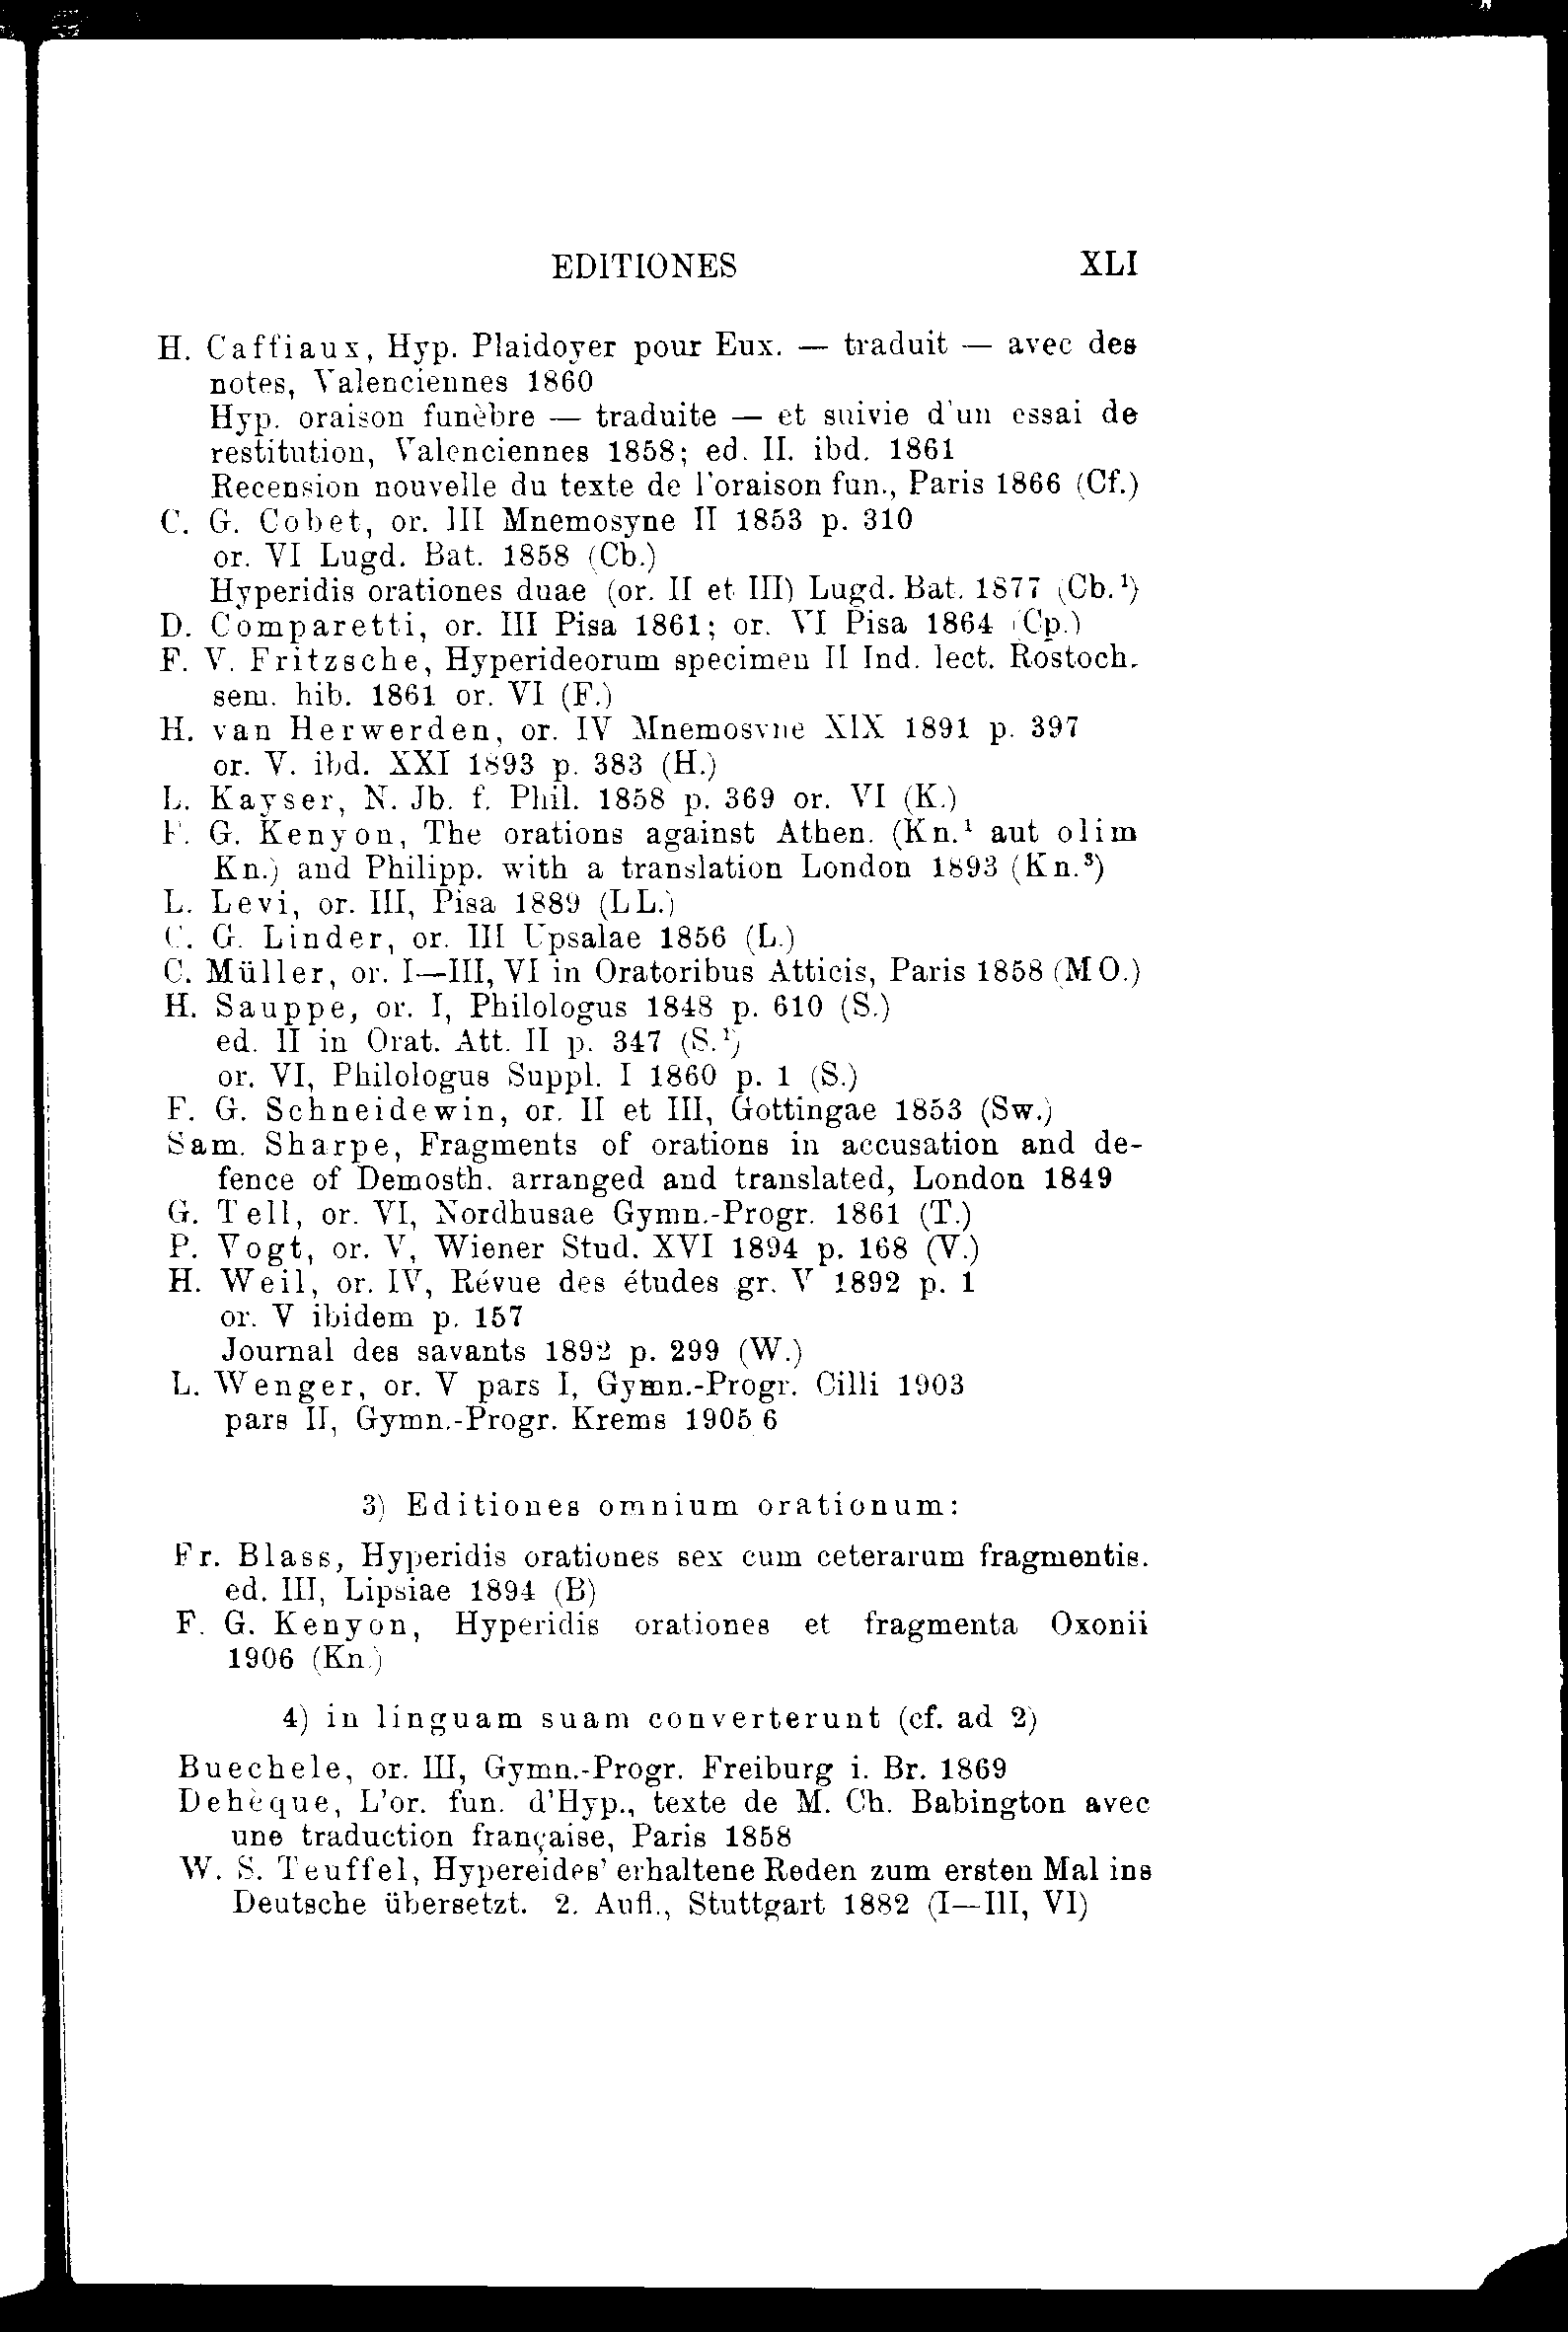 EDITIONES XLI
H. Caffiaux, Hyp. Plaidoyer pour Eux. — traduit — avec des
notes, Valenciennes 1860
Hyp. oraison funèbre — traduite — et suivie d'un essai de
restitution, Valenciennes 1858; ed. II. ibd. 1861
Recension nouvelle du texte de l'oraison fun., Paris 1866 (Cf.)
C. G. Cobet, or. III Mnemosyne II 1853 p. 310
or. VI Lugd. Bat. 1858 (Cb.)
Hyperidis orationes duae (or. II et III) Lugd. Bat. 1877 (Cb.¹)
D. Comparetti, or. III Pisa 1861; or. VI Pisa 1864 (Cp.)
F. V. Fritzsche, Hyperideorum specimen II Ind. lect. Rostoch.
sem. hib. 1861 or. VI (F.)
H. van Herwerden, or. IV Mnemosyne XIX 1891 p. 397
or. V. ibd. XXI 1893 p. 383 (H.)
L. Kayser, N. Jb. f. Phil. 1858 p. 369 or. VI (K.)
F. G. Kenyon, The orations against Athen. (Kn.¹ aut olim
Kn.) and Philipp. with a translation London 1893 (Kn.³)
L. Levi, or. III, Pisa 1889 (LL.)
C. G. Linder, or. III Upsalae 1856 (L.)
C. Müller, or. I—III, VI in Oratoribus Atticis, Paris 1858 (MO.)
H. Sauppe, or. I, Philologus 1848 p. 610 (S.)
ed. II in Orat. Att. II p. 347 (S.¹)
or. VI, Philologus Suppl. I 1860 p. 1 (S.)
F. G. Schneidewin, or. II et III, Gottingae 1853 (Sw.)
Sam. Sharpe, Fragments of orations in accusation and de-
fence of Demosth. arranged and translated, London 1849
G. Tell, or. VI, Nordhusae Gymn.-Progr. 1861 (T.)
P. Vogt, or. V, Wiener Stud. XVI 1894 p. 168 (V.)
H. Weil, or. IV, Révue des études gr. V 1892 p. 1
or. V ibidem p. 157
Journal des savants 1892 p. 299 (W.)
L. Wenger, or. V pars I, Gymn.-Progr. Cilli 1903
pars II, Gymn.-Progr. Krems 1905 6
3) Editiones omnium orationum:
Fr. Blass, Hyperidis orationes sex cum ceterarum fragmentis.
ed. III, Lipsiae 1894 (B)
F. G. Kenyon, Hyperidis orationes et fragmenta Oxonii
1906 (Kn.)
4) in linguam suam converterunt (cf. ad 2)
Buechele, or. III, Gymn.-Progr. Freiburg i. Br. 1869
Dehèque, L'or. fun. d'Hyp., texte de M. Ch. Babington avec
une traduction française, Paris 1858
W. S. Teuffel, Hypereides' erhaltene Reden zum ersten Mal ins
Deutsche übersetzt. 2. Aufl., Stuttgart 1882 (I—III, VI)